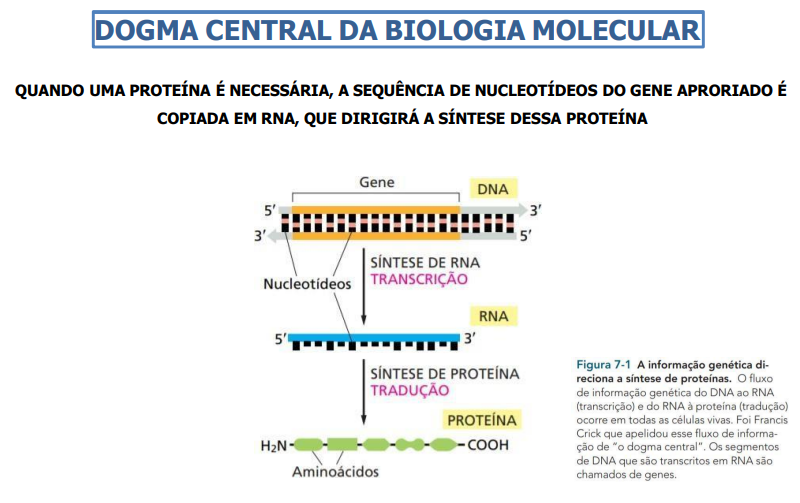 DOGMA CENTRAL DA BIOLOGIA MOLECULAR
QUANDO UMA PROTEÍNA É NECESSÁRIA, A SEQUÊNCIA DE NUCLEOTÍDEOS DO GENE APRORIADO É
COPIADA EM RNA, QUE DIRIGIRÁ A SÍNTESE DESSA PROTEÍNA
Gene
DNA
5′ 3′
3′ 5′
SÍNTESE DE RNA
TRANSCRIÇÃO
Nucleotídeos
RNA
5′ 3′
SÍNTESE DE PROTEÍNA
TRADUÇÃO
PROTEÍNA
H₂N COOH
Aminoácidos
Figura 7-1 A informação genética di-
reciona a síntese de proteínas. O fluxo
de informação genética do DNA ao RNA
(transcrição) e do RNA à proteína (tradução)
ocorre em todas as células vivas. Foi Francis
Crick que apelidou esse fluxo de informa-
ção de “o dogma central”. Os segmentos
de DNA que são transcritos em RNA são
chamados de genes.